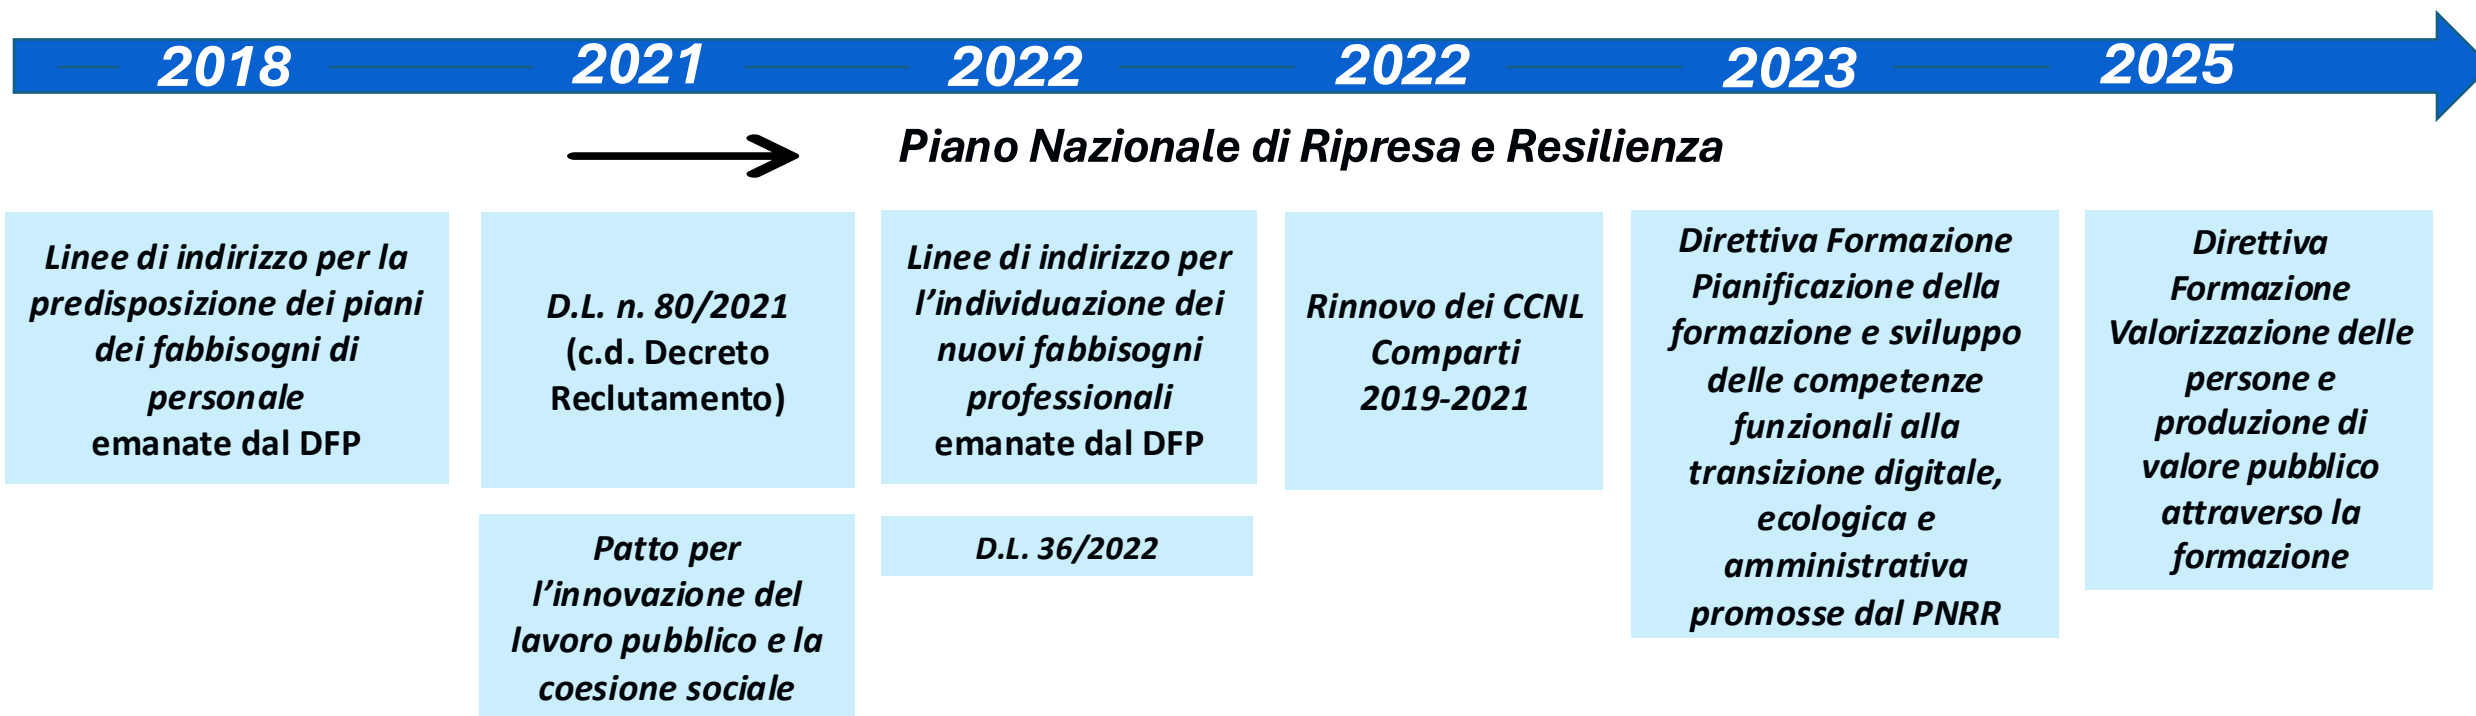 2018
2021
2022
2022
2023
2025
Piano Nazionale di Ripresa e Resilienza
Linee di indirizzo per la
predisposizione dei piani
dei fabbisogni di
personale
emanate dal DFP
D.L. n. 80/2021
(c.d. Decreto
Reclutamento)
Patto per
l’innovazione del
lavoro pubblico e la
coesione sociale
Linee di indirizzo per
l’individuazione dei
nuovi fabbisogni
professionali
emanate dal DFP
D.L. 36/2022
Rinnovo dei CCNL
Comparti
2019-2021
Direttiva Formazione
Pianificazione della
formazione e sviluppo
delle competenze
funzionali alla
transizione digitale,
ecologica e
amministrativa
promosse dal PNRR
Direttiva
Formazione
Valorizzazione delle
persone e
produzione di
valore pubblico
attraverso la
formazione